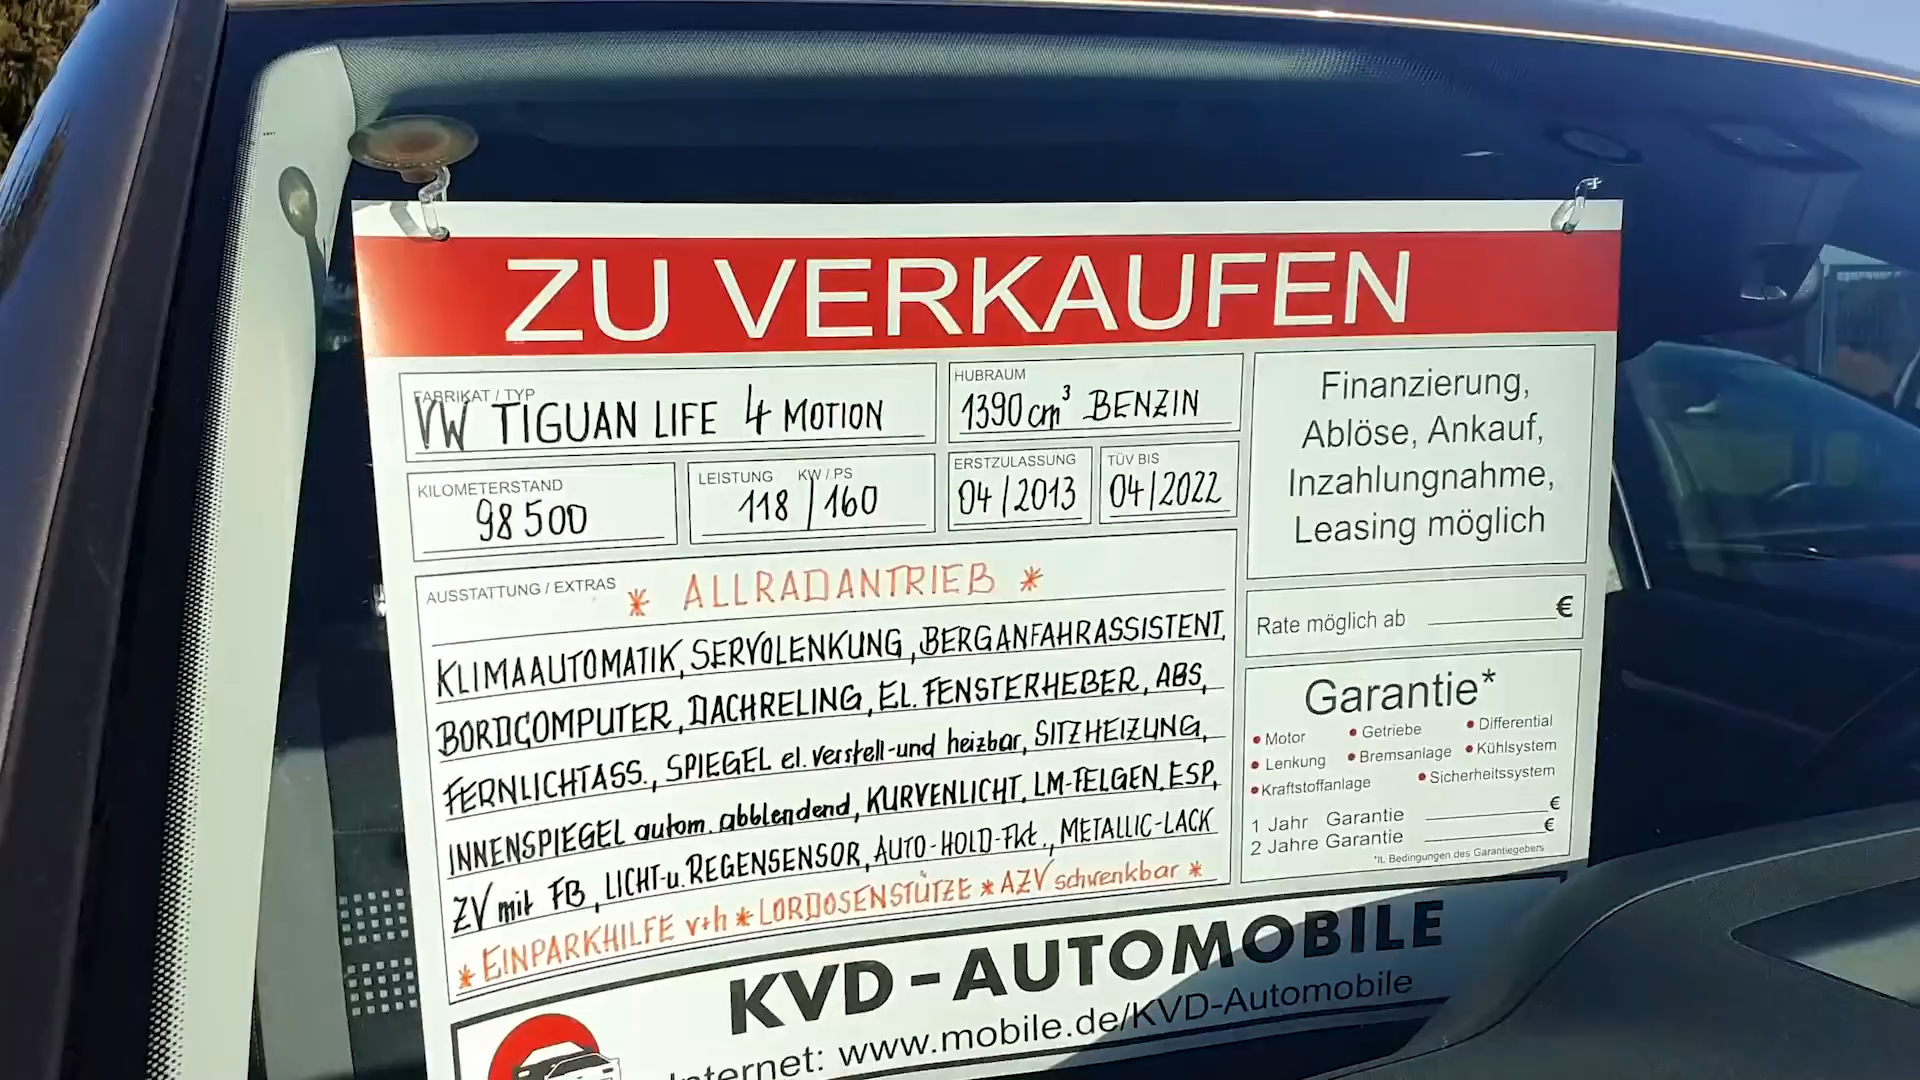 ZU VERKAUFEN
FABRIKAT / TYP
VW TIGUAN LIFE 4 MOTION
HUBRAUM
1390 cm³ BENZIN
KILOMETERSTAND
98 500
LEISTUNG KW / PS
118 / 160
ERSTZULASSUNG
04 / 2013
TÜV BIS
04 / 2022
AUSSTATTUNG / EXTRAS
* ALLRADANTRIEB *
KLIMAAUTOMATIK, SERVOLENKUNG, BERGANFAHRASSISTENT,
BORDCOMPUTER, DACHRELING, EL. FENSTERHEBER, ABS,
FERNLICHTASS., SPIEGEL el. verstell-und heizbar, SITZHEIZUNG,
INNENSPIEGEL autom. abblendend, KURVENLICHT, LM-FELGEN, ESP,
ZV mit FB, LICHT-u. REGENSENSOR, AUTO-HOLD-Fkt., METALLIC-LACK
* EINPARKHILFE v+h * LORDOSENSTÜTZE * AZV schwenkbar *
Finanzierung,
Ablöse, Ankauf,
Inzahlungnahme,
Leasing möglich
Rate möglich ab €
Garantie*
• Motor • Getriebe • Differential
• Lenkung • Bremsanlage • Kühlsystem
• Kraftstoffanlage • Sicherheitssystem
1 Jahr Garantie €
2 Jahre Garantie €
*lt. Bedingungen des Garantiegebers
KVD-AUTOMOBILE
Internet: www.mobile.de/KVD-Automobile